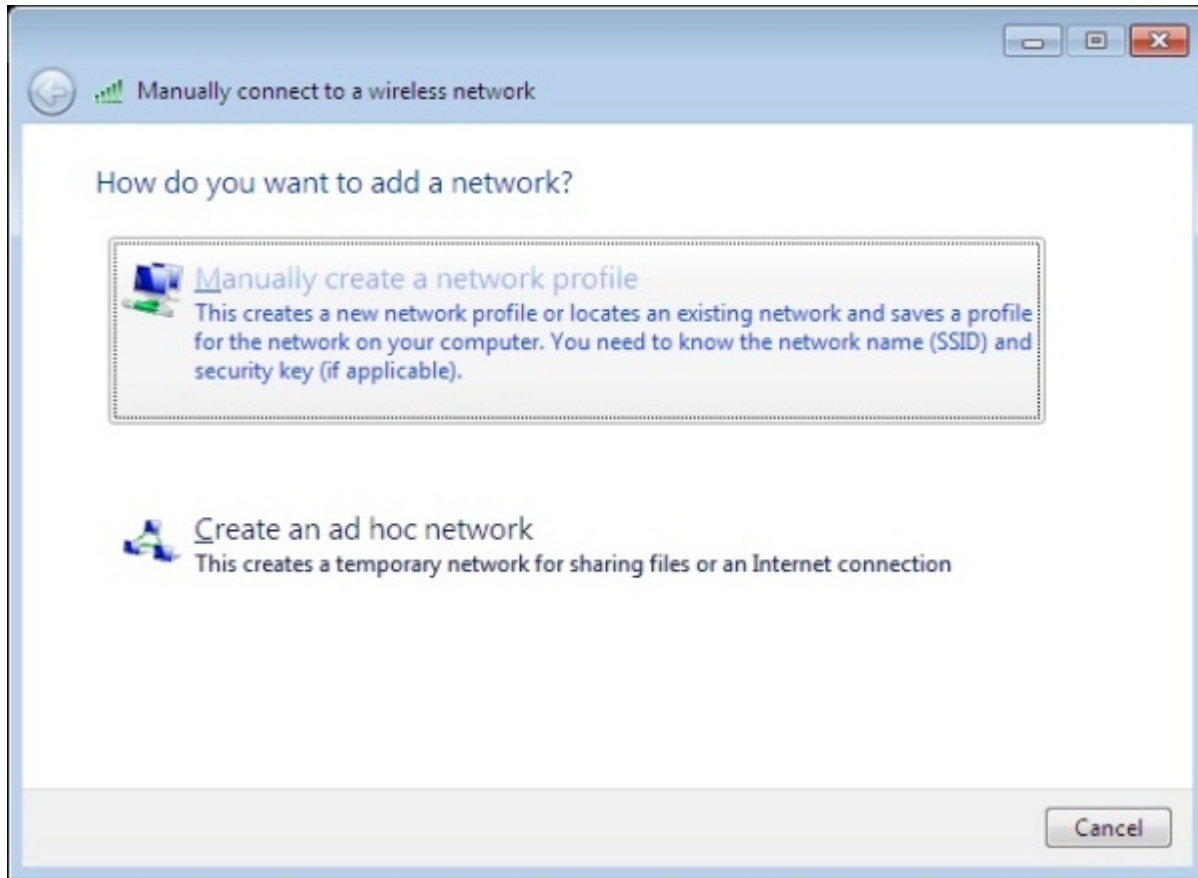 Manually connect to a wireless network
How do you want to add a network?
Manually create a network profile
This creates a new network profile or locates an existing network and saves a profile
for the network on your computer. You need to know the network name (SSID) and
security key (if applicable).
Create an ad hoc network
This creates a temporary network for sharing files or an Internet connection
Cancel